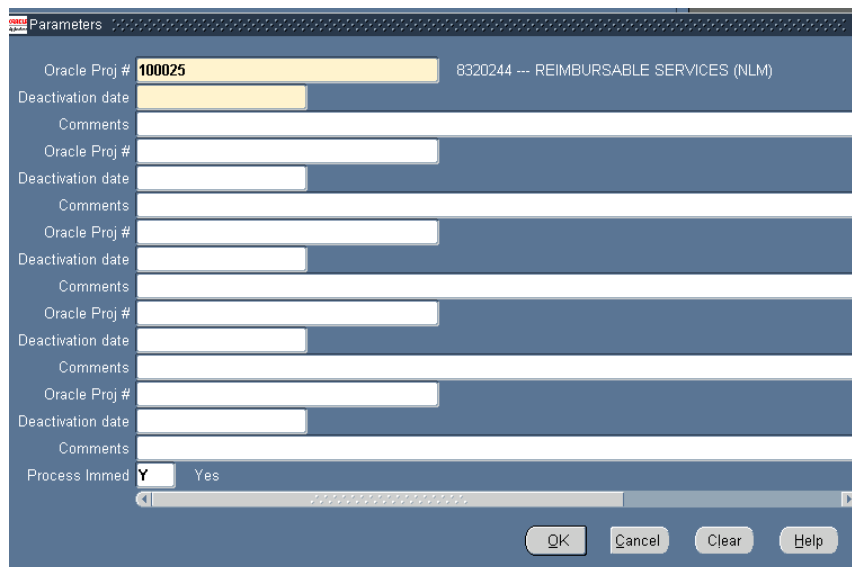 Parameters
Oracle Proj # 100025 8320244 --- REIMBURSABLE SERVICES (NLM)
Deactivation date
Comments
Oracle Proj #
Deactivation date
Comments
Oracle Proj #
Deactivation date
Comments
Oracle Proj #
Deactivation date
Comments
Oracle Proj #
Deactivation date
Comments
Process Immed Y Yes
OK Cancel Clear Help